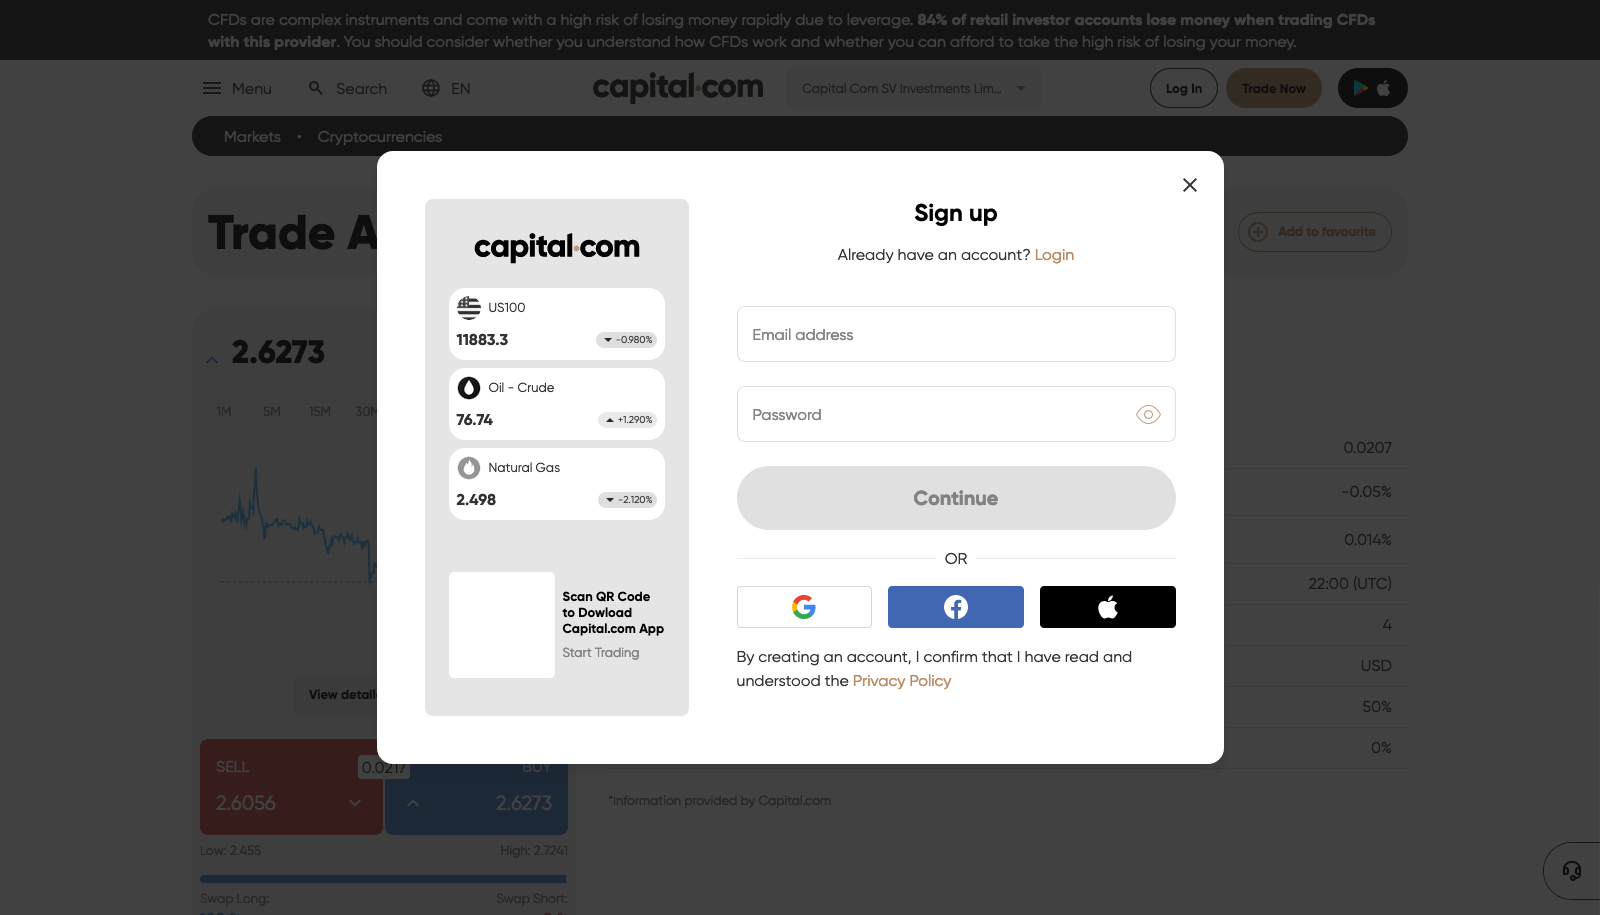 CFDs are complex instruments and come with a high risk of losing money rapidly due to leverage. 84% of retail investor accounts lose money when trading CFDs
with this provider. You should consider whether you understand how CFDs work and whether you can afford to take the high risk of losing your money.
Menu
Search
EN
capital.com
Capital Com SV Investments Lim...
Log In
Trade Now
Markets • Cryptocurrencies
Trade A
Add to favourite
2.6273
1M 5M 15M 30M
View details
SELL
2.6056
0.0217
BUY
2.6273
Low: 2.455
High: 2.7241
Swap Long:
Swap Short:
capital.com
US100
11883.3
-0.980%
Oil - Crude
76.74
+1.290%
Natural Gas
2.498
-2.120%
Scan QR Code
to Dowload
Capital.com App
Start Trading
Sign up
Already have an account? Login
Email address
Password
Continue
OR
By creating an account, I confirm that I have read and
understood the Privacy Policy
0.0207
-0.05%
0.014%
22:00 (UTC)
4
USD
50%
0%
*Information provided by Capital.com